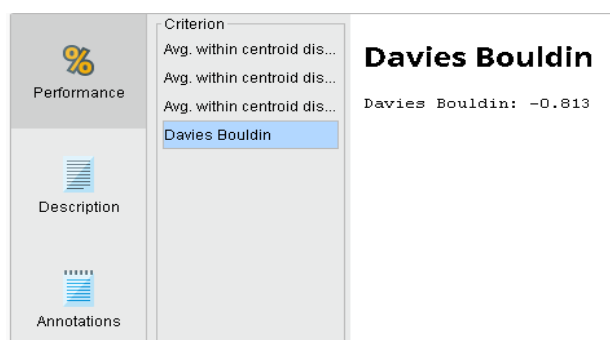 Performance
Description
Annotations
Criterion
Avg. within centroid dis...
Avg. within centroid dis...
Avg. within centroid dis...
Davies Bouldin
Davies Bouldin
Davies Bouldin: -0.813